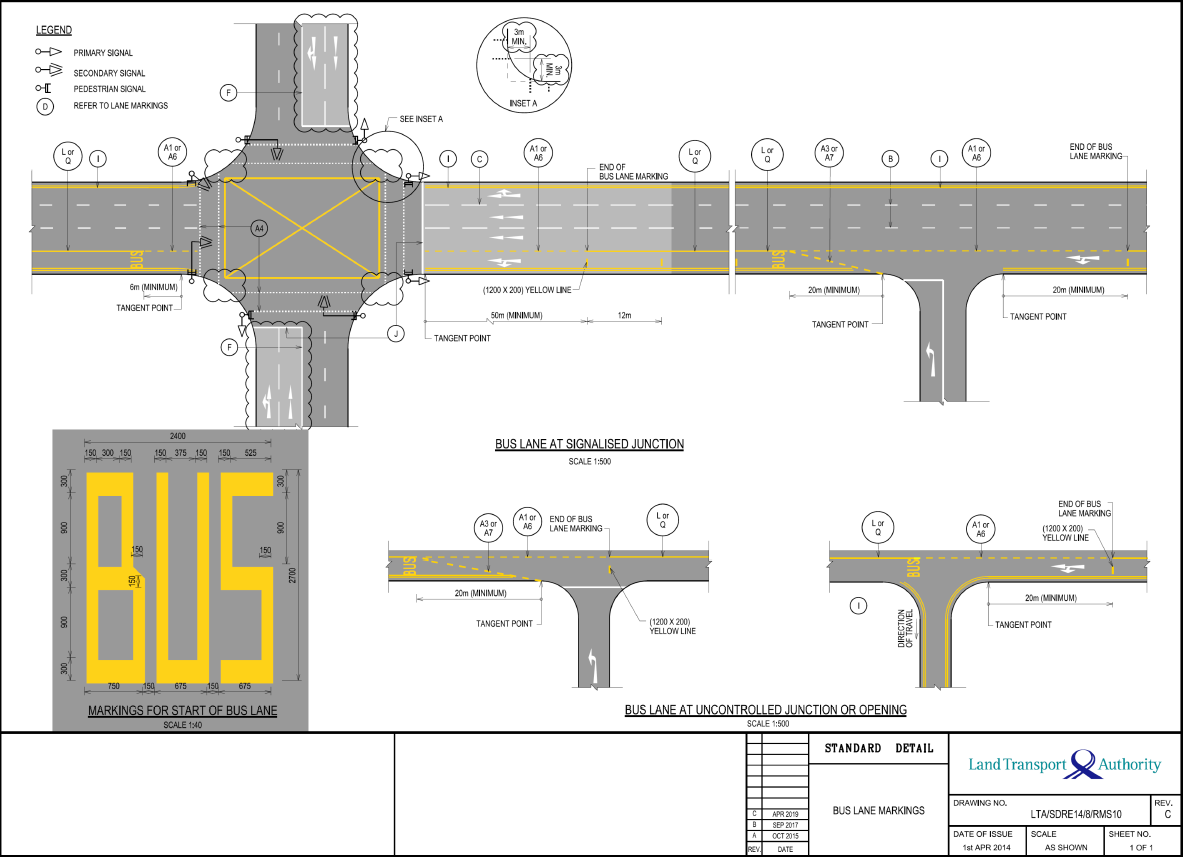 LEGEND
PRIMARY SIGNAL
SECONDARY SIGNAL
PEDESTRIAN SIGNAL
D
REFER TO LANE MARKINGS
3m
MIN.
3m
MIN.
INSET A
F
SEE INSET A
L or
Q
I
A1 or
A6
I
C
A1 or
A6
END OF
BUS LANE MARKING
L or
Q
L or
Q
A3 or
A7
B
I
A1 or
A6
END OF BUS
LANE MARKING
A4
BUS
BUS
6m (MINIMUM)
TANGENT POINT
(1200 X 200) YELLOW LINE
50m (MINIMUM)
12m
J
TANGENT POINT
F
20m (MINIMUM)
TANGENT POINT
20m (MINIMUM)
TANGENT POINT
BUS LANE AT SIGNALISED JUNCTION
SCALE 1:500
2400
150
300
150
150
375
150
150
525
300
900
300
900
300
150
150
150
300
900
2700
BUS
750
150
675
150
675
MARKINGS FOR START OF BUS LANE
SCALE 1:40
A3 or
A7
A1 or
A6
END OF BUS
LANE MARKING
L or
Q
BUS
20m (MINIMUM)
TANGENT POINT
(1200 X 200)
YELLOW LINE
L or
Q
A1 or
A6
END OF BUS
LANE MARKING
(1200 X 200)
YELLOW LINE
BUS
I
DIRECTION
OF TRAVEL
20m (MINIMUM)
TANGENT POINT
BUS LANE AT UNCONTROLLED JUNCTION OR OPENING
SCALE 1:500
C APR 2019
B SEP 2017
A OCT 2015
REV. DATE
STANDARD DETAIL
BUS LANE MARKINGS
Land Transport Authority
DRAWING NO.
LTA/SDRE14/8/RMS10
REV.
C
DATE OF ISSUE
1st APR 2014
SCALE
AS SHOWN
SHEET NO.
1 OF 1